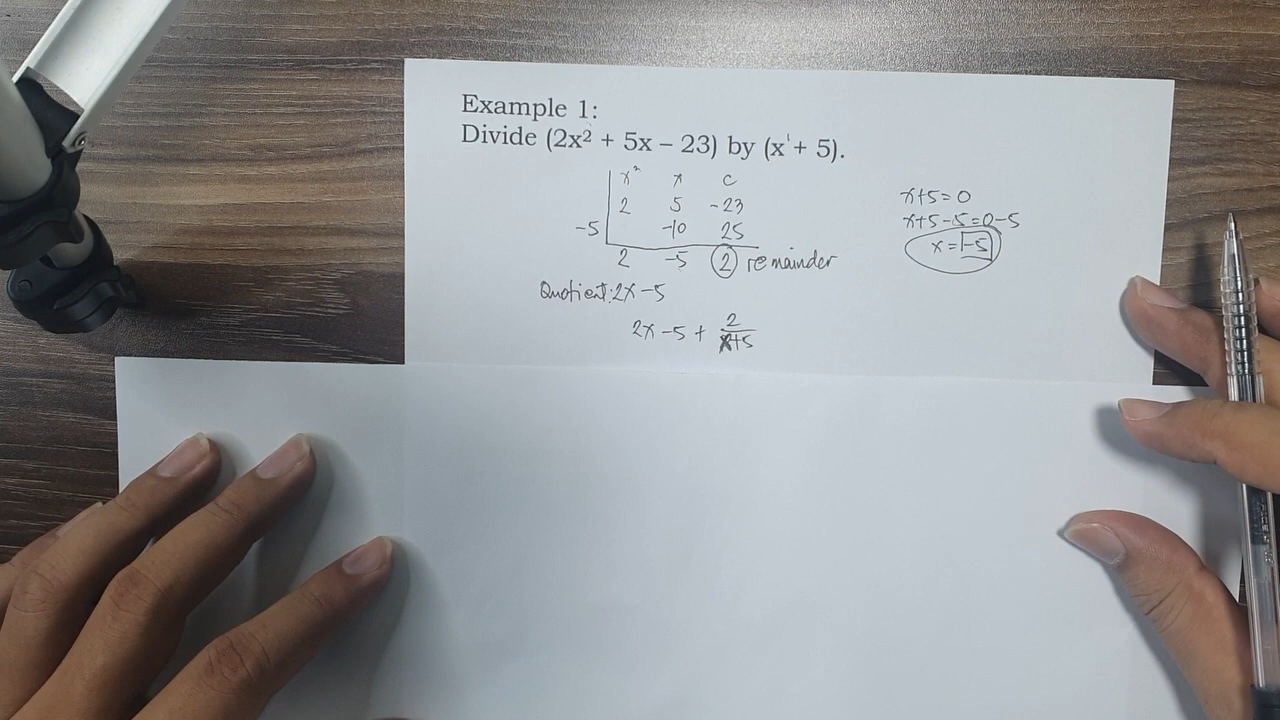 Example 1:
Divide (2x² + 5x – 23) by (x¹ + 5).
x² x c
2 5 -23
-5 -10 25
2 -5 2 remainder
Quotient: 2x -5
2x -5 + 2/x+5
x+5=0
x+5-5=0-5
x=-5